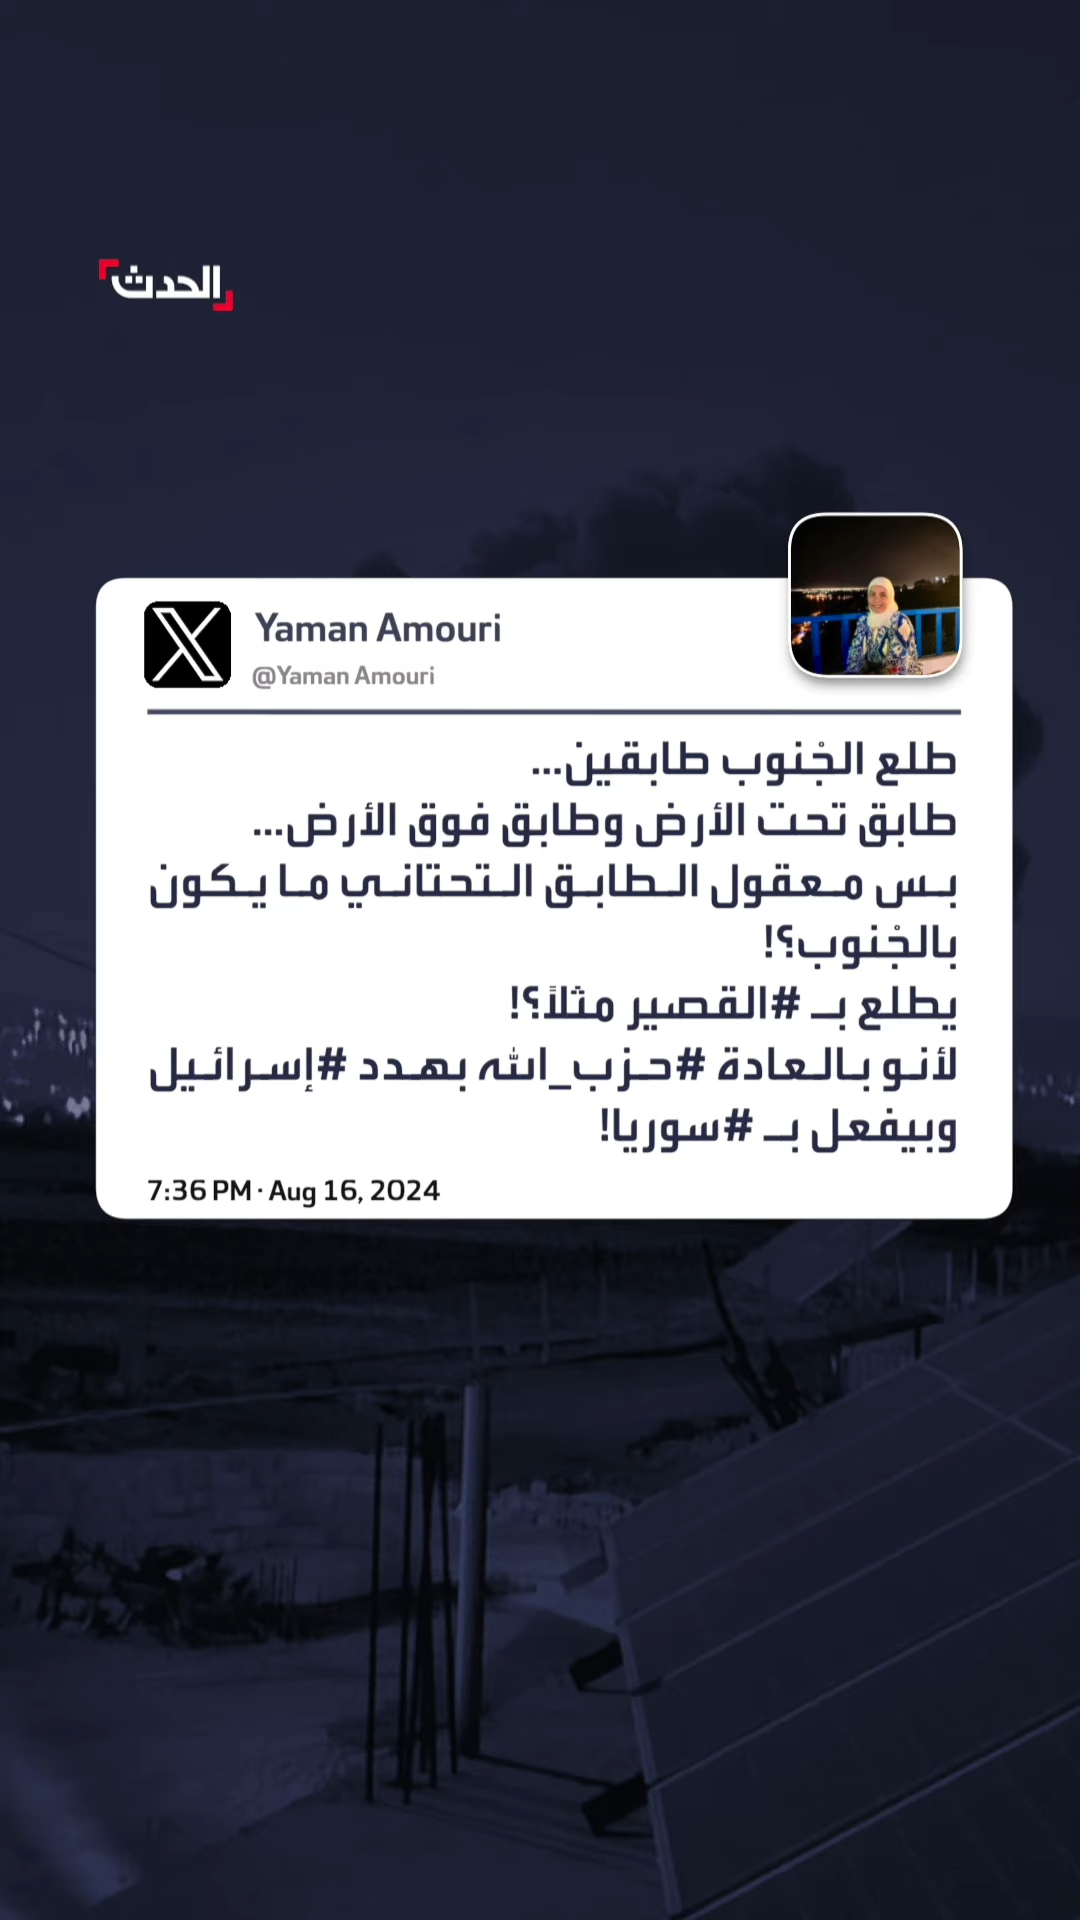 الحدث
Yaman Amouri
@Yaman Amouri
طلع الجْنوب طابقين...
طابق تحت الأرض وطابق فوق الأرض...
بس معقول الطابق التحتاني ما يكون
بالجْنوب؟!
يطلع بـ #القصير مثلاً؟!
لأنو بالعادة #حزب_الله بهدد #إسرائيل
وبيفعل بـ #سوريا!
7:36 PM · Aug 16, 2024